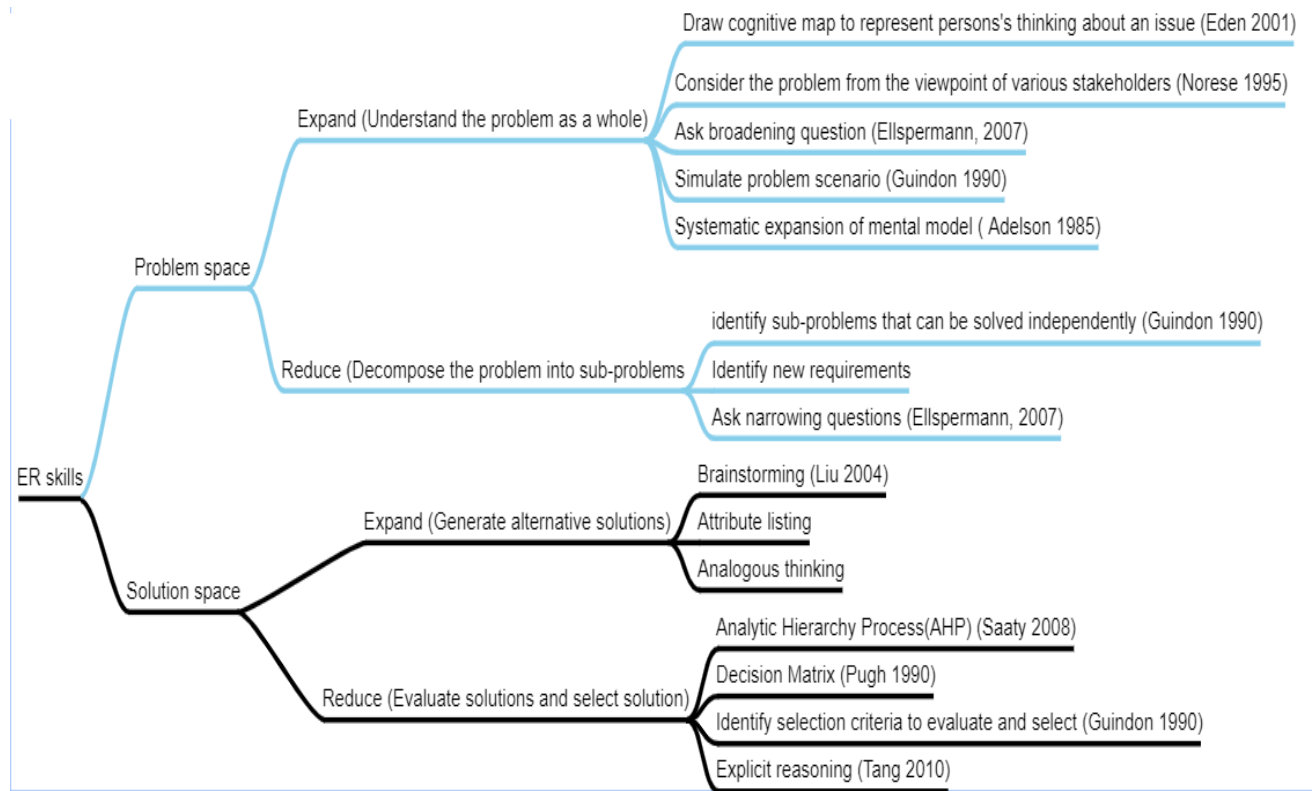 Draw cognitive map to represent persons's thinking about an issue (Eden 2001)
Consider the problem from the viewpoint of various stakeholders (Norese 1995)
Expand (Understand the problem as a whole)
Ask broadening question (Ellspermann, 2007)
Simulate problem scenario (Guindon 1990)
Systematic expansion of mental model ( Adelson 1985)
Problem space
identify sub-problems that can be solved independently (Guindon 1990)
Reduce (Decompose the problem into sub-problems
Identify new requirements
Ask narrowing questions (Ellspermann, 2007)
ER skills
Brainstorming (Liu 2004)
Expand (Generate alternative solutions)
Attribute listing
Analogous thinking
Solution space
Analytic Hierarchy Process(AHP) (Saaty 2008)
Decision Matrix (Pugh 1990)
Reduce (Evaluate solutions and select solution)
Identify selection criteria to evaluate and select (Guindon 1990)
Explicit reasoning (Tang 2010)